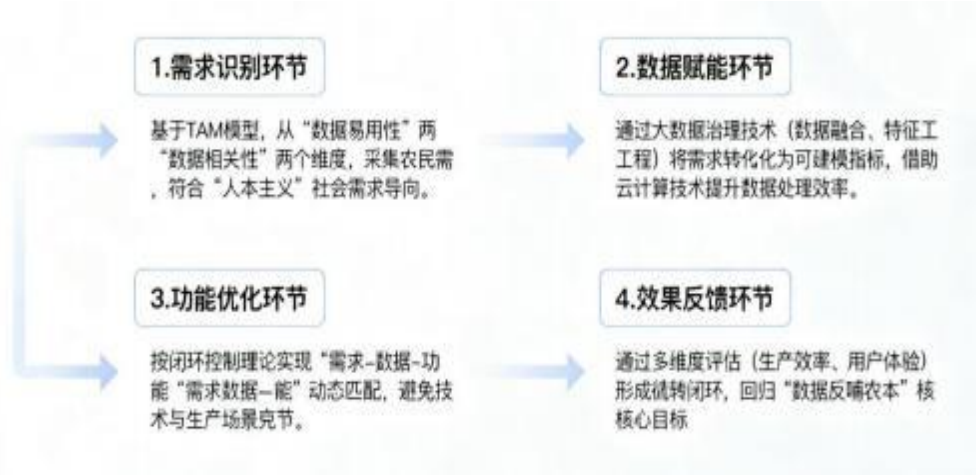 1.需求识别环节
基于TAM模型，从“数据易用性”两
“数据相关性”两个维度，采集农民需
，符合“人本主义”社会需求导向。
2.数据赋能环节
通过大数据治理技术（数据融合、特征工
工程）将需求转化化为可建模指标，借助
云计算技术提升数据处理效率。
3.功能优化环节
按闭环控制理论实现“需求–数据–功
能“需求数据–能”动态匹配，避免技
术与生产场景克节。
4.效果反馈环节
通过多维度评估（生产效率、用户体验）
形成转闭环，回归“数据反哺农本”核
核心目标